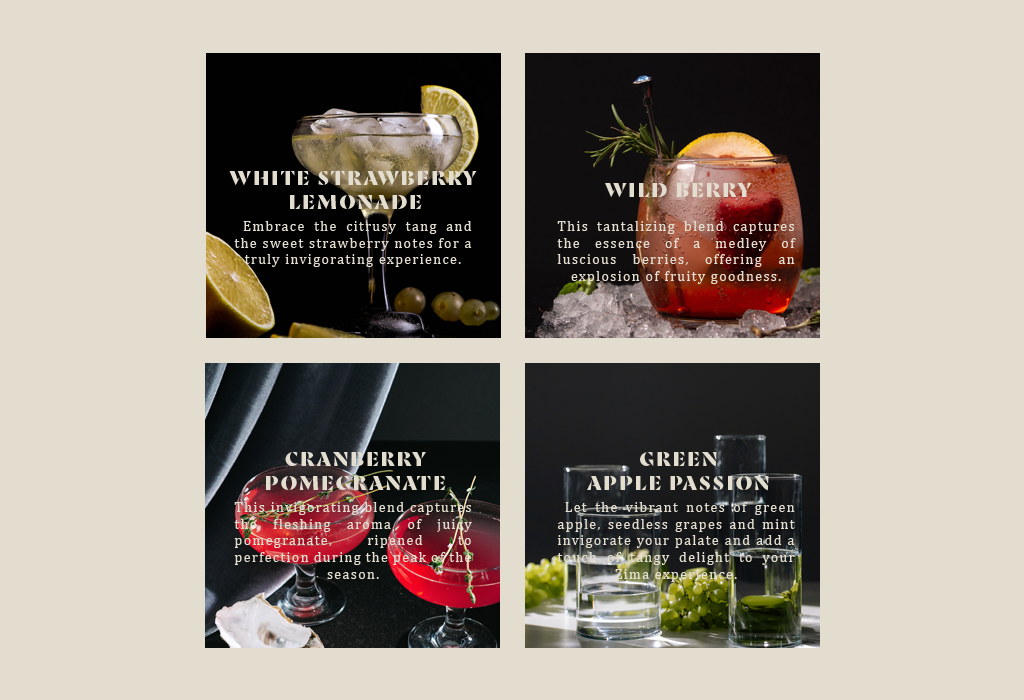 WHITE STRAWBERRY
LEMONADE
Embrace the citrusy tang and
the sweet strawberry notes for a
truly invigorating experience.
WILD BERRY
This tantalizing blend captures
the essence of a medley of
luscious berries, offering an
explosion of fruity goodness.
CRANBERRY
POMEGRANATE
This invigorating blend captures
the fleshing aroma of juicy
pomegranate, ripened to
perfection during the peak of the
season.
GREEN
APPLE PASSION
Let the vibrant notes of green
apple, seedless grapes and mint
invigorate your palate and add a
touch of tangy delight to your
Zima experience.